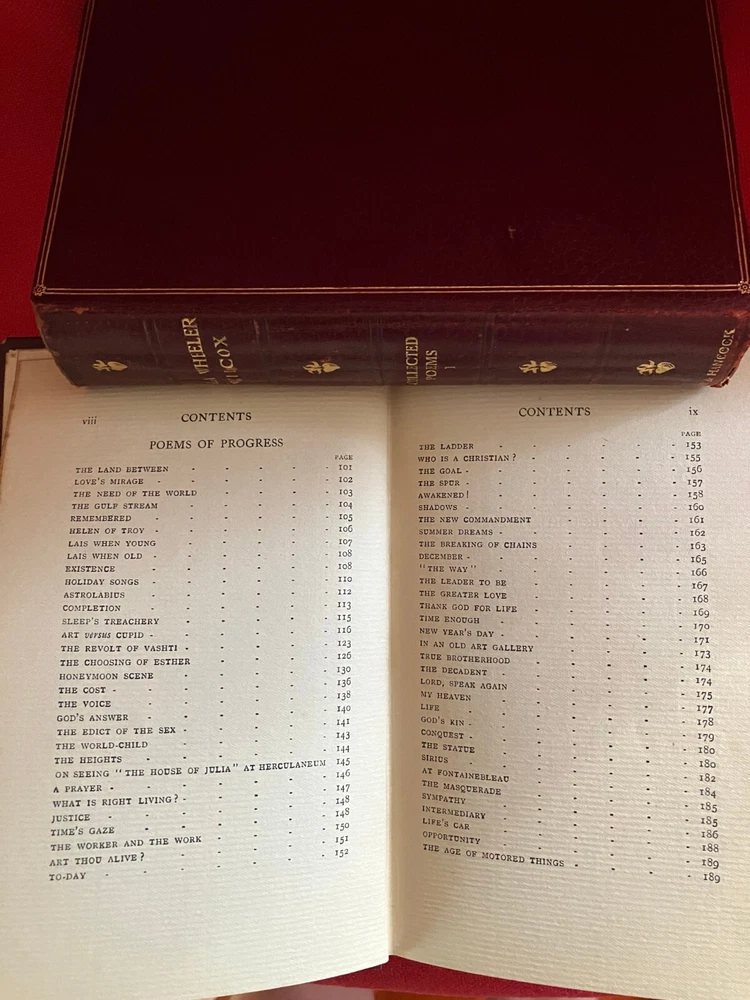 WHEELER
COLLECTED
POEMS
1
HANCOCK
viii CONTENTS
POEMS OF PROGRESS
PAGE
THE LAND BETWEEN - - - - - 101
LOVE'S MIRAGE - - - - - - 102
THE NEED OF THE WORLD - - - - 103
THE GULF STREAM - - - - - 104
REMEMBERED - - - - - - 105
HELEN OF TROY - - - - - - 106
LAIS WHEN YOUNG - - - - - 107
LAIS WHEN OLD - - - - - - 108
EXISTENCE - - - - - - 108
HOLIDAY SONGS - - - - - - 110
ASTROLABIUS - - - - - - 112
COMPLETION - - - - - - 113
SLEEP'S TREACHERY - - - - - 115
ART versus CUPID - - - - - - 116
THE REVOLT OF VASHTI - - - - - 123
THE CHOOSING OF ESTHER - - - - 126
HONEYMOON SCENE - - - - - 130
THE COST - - - - - - - 136
THE VOICE - - - - - - 138
GOD'S ANSWER - - - - - - 140
THE EDICT OF THE SEX - - - - - 141
THE WORLD-CHILD - - - - - 143
THE HEIGHTS - - - - - - 144
ON SEEING "THE HOUSE OF JULIA" AT HERCULANEUM 145
A PRAYER - - - - - - - 146
WHAT IS RIGHT LIVING? - - - - - 147
JUSTICE - - - - - - - 148
TIME'S GAZE - - - - - - 148
THE WORKER AND THE WORK - - - - 150
ART THOU ALIVE? - - - - - 151
TO-DAY - - - - - - - 152
CONTENTS ix
PAGE
THE LADDER - - - - - - 153
WHO IS A CHRISTIAN? - - - - - 155
THE GOAL - - - - - - - 156
THE SPUR - - - - - - - 157
AWAKENED! - - - - - - 158
SHADOWS - - - - - - - 160
THE NEW COMMANDMENT - - - - 161
SUMMER DREAMS - - - - - - 162
THE BREAKING OF CHAINS - - - - 163
DECEMBER - - - - - - - 165
"THE WAY" - - - - - - 166
THE LEADER TO BE - - - - - 167
THE GREATER LOVE - - - - - 168
THANK GOD FOR LIFE - - - - - 169
TIME ENOUGH - - - - - - 170
NEW YEAR'S DAY - - - - - - 171
IN AN OLD ART GALLERY - - - - 173
TRUE BROTHERHOOD - - - - - 174
THE DECADENT - - - - - - 174
LORD, SPEAK AGAIN - - - - - 175
MY HEAVEN - - - - - - 177
LIFE - - - - - - - 178
GOD'S KIN - - - - - - - 179
CONQUEST - - - - - - - 180
THE STATUE - - - - - - 180
SIRIUS - - - - - - - 182
AT FONTAINEBLEAU - - - - - 184
THE MASQUERADE - - - - - 185
SYMPATHY - - - - - - 185
INTERMEDIARY - - - - - - 186
LIFE'S CAR - - - - - - 188
OPPORTUNITY - - - - - - 189
THE AGE OF MOTORED THINGS - - - - 189